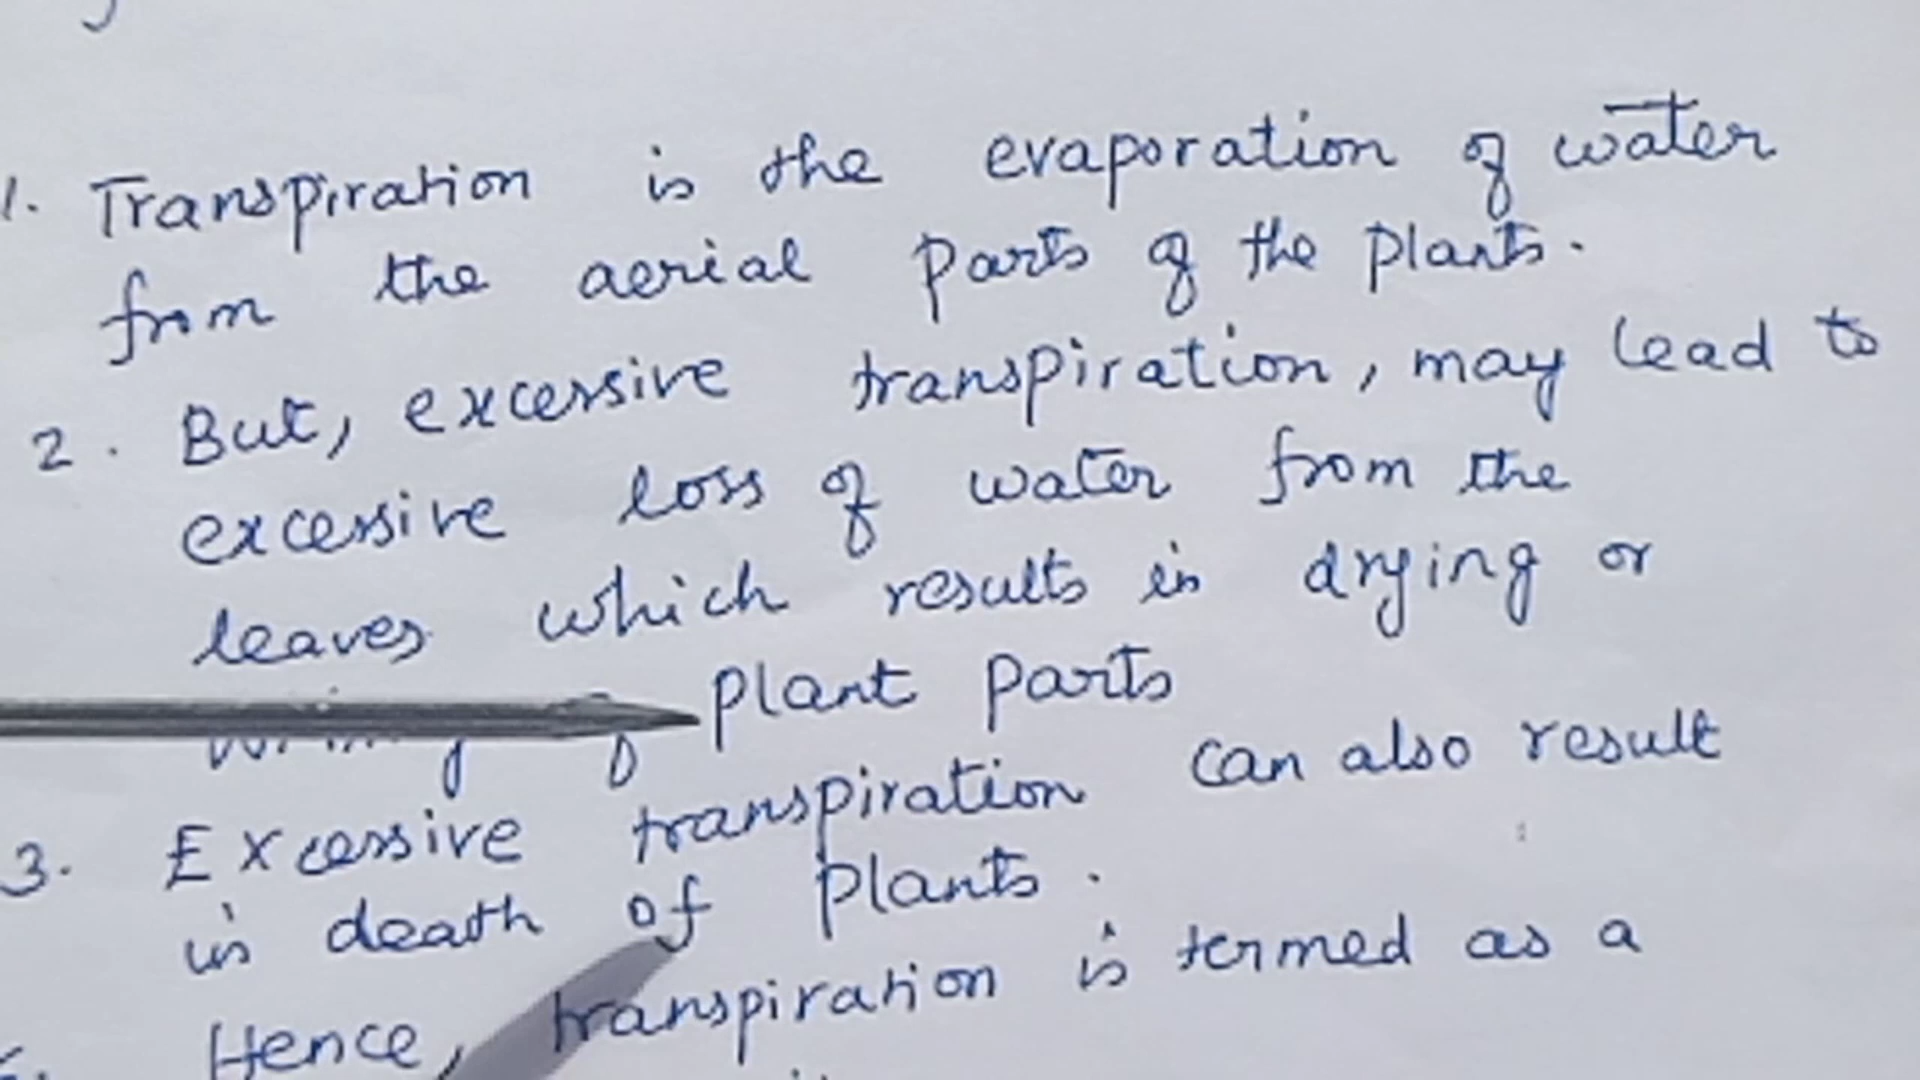 1. Transpiration is the evaporation of water
from the aerial parts of the plants.
2. But, excessive transpiration, may lead to
excessive loss of water from the
leaves which results in drying or
plant parts
3. Excessive transpiration can also result
in death of plants.
Hence, transpiration is termed as a